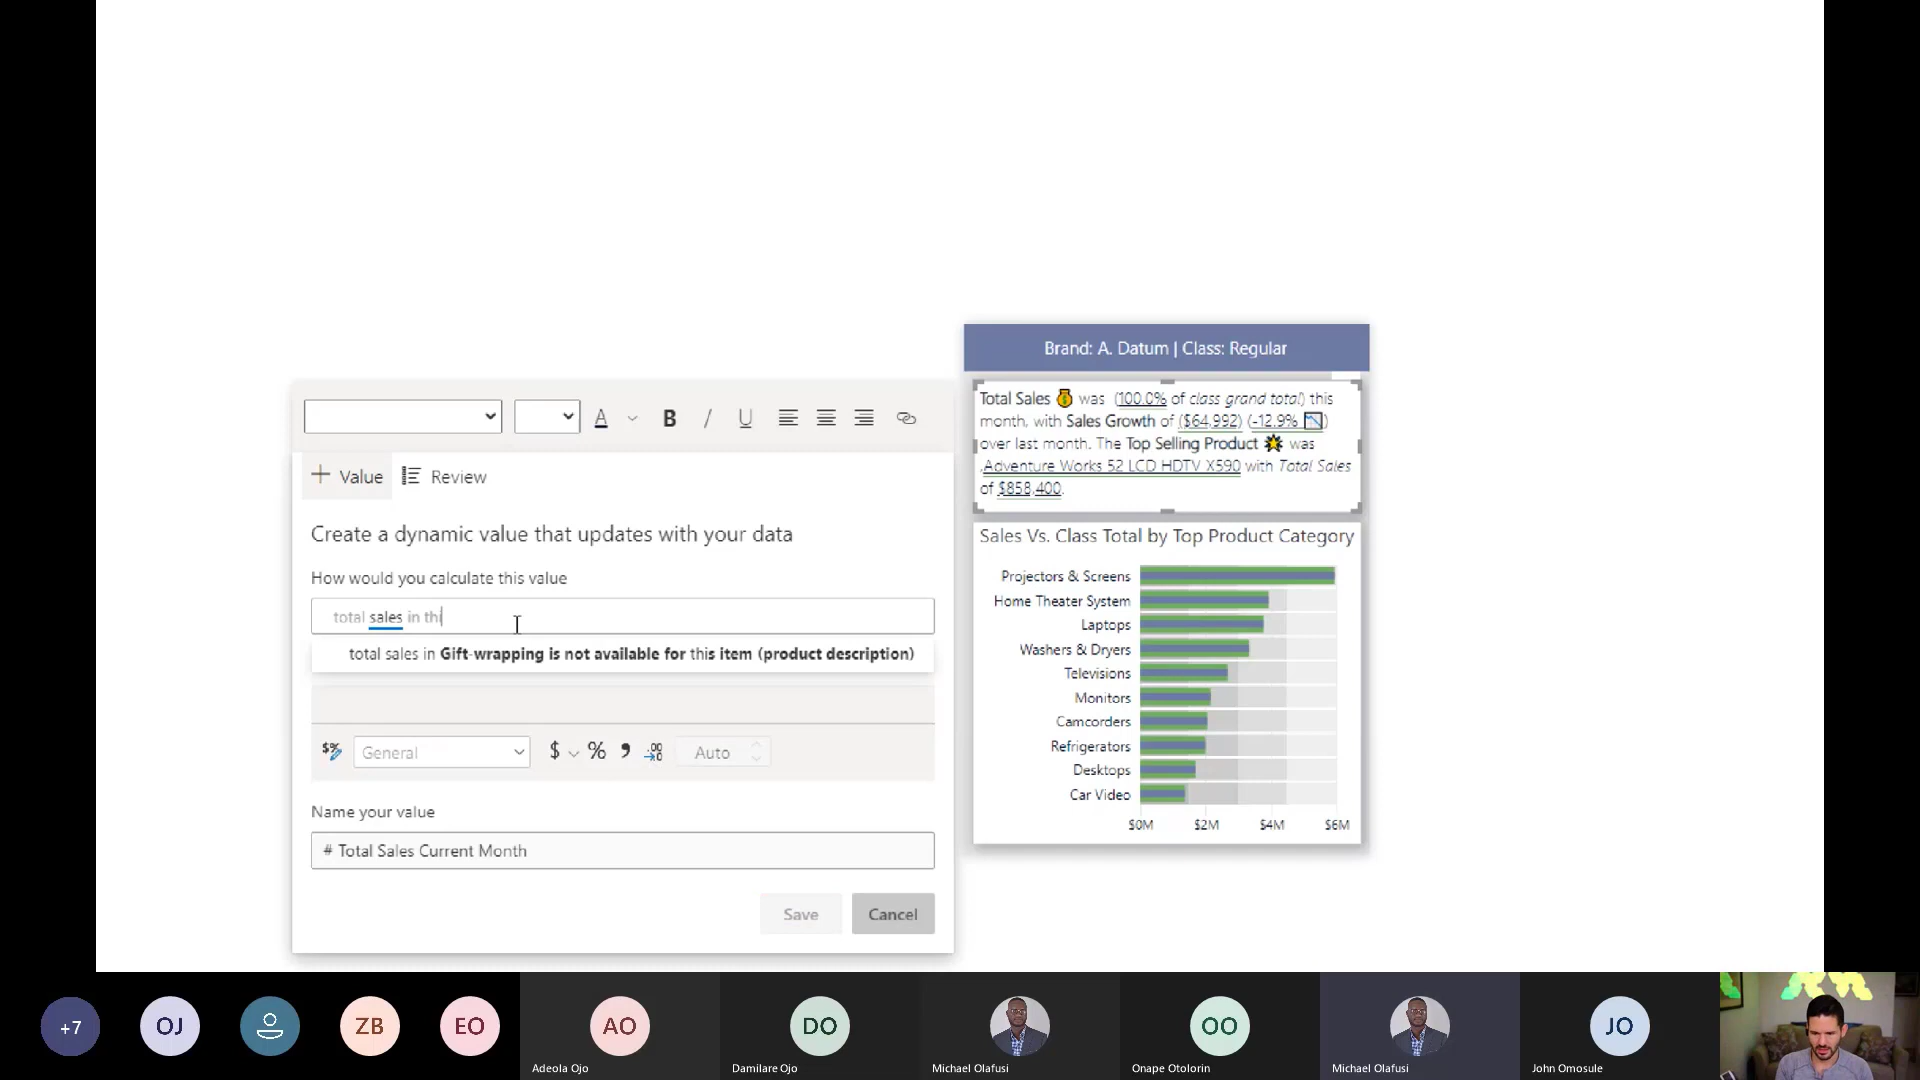 Brand: A. Datum | Class: Regular
Total Sales 💰 was (100.0% of class grand total) this
month, with Sales Growth of ($64,992) (-12.9% 📉)
over last month. The Top Selling Product 🌟 was
.Adventure Works 52 LCD HDTV X590 with Total Sales
of $858,400.
A B / U
Value Review
Create a dynamic value that updates with your data
How would you calculate this value
total sales in thi
total sales in Gift-wrapping is not available for this item (product description)
$% General $ % , .00 Auto
Name your value
# Total Sales Current Month
Save Cancel
Sales Vs. Class Total by Top Product Category
Projectors & Screens
Home Theater System
Laptops
Washers & Dryers
Televisions
Monitors
Camcorders
Refrigerators
Desktops
Car Video
$0M $2M $4M $6M
+7 OJ ZB EO AO DO OO JO
Adeola Ojo Damilare Ojo Michael Olafusi Onape Otolorin Michael Olafusi John Omosule